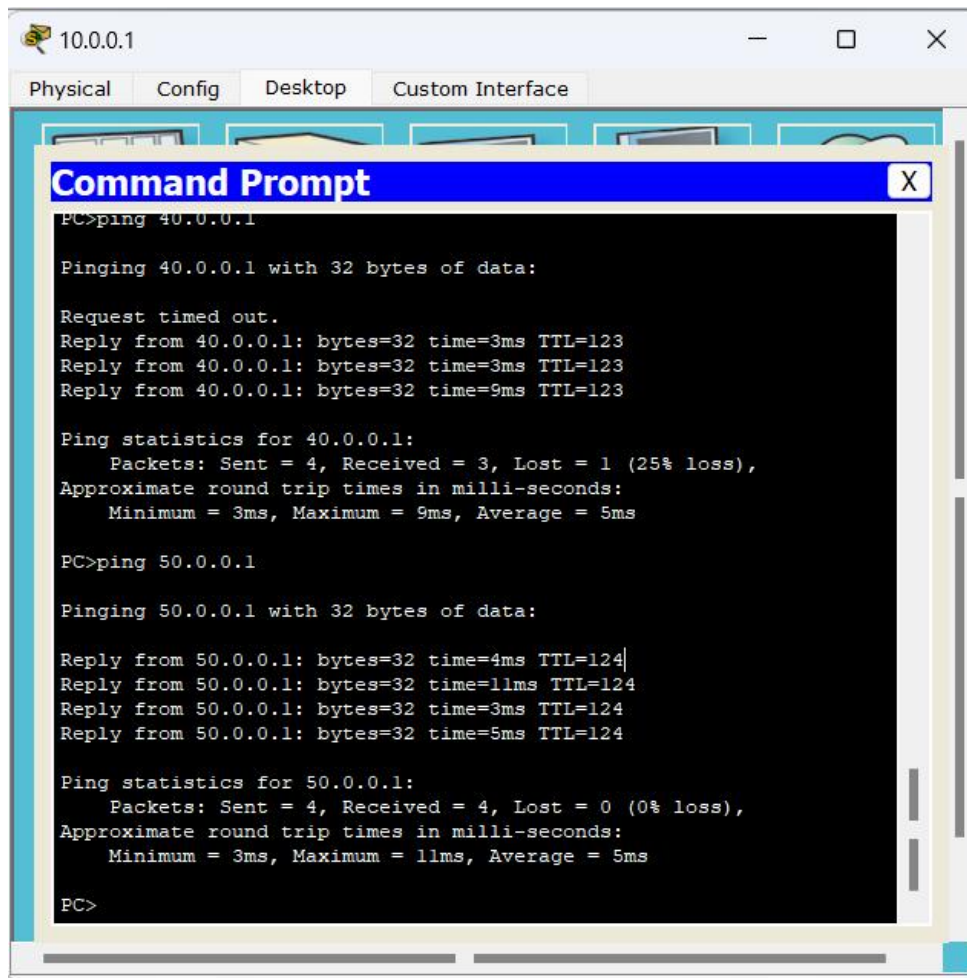 10.0.0.1
Physical Config Desktop Custom Interface
Command Prompt X
PC>ping 40.0.0.1
Pinging 40.0.0.1 with 32 bytes of data:
Request timed out.
Reply from 40.0.0.1: bytes=32 time=3ms TTL=123
Reply from 40.0.0.1: bytes=32 time=3ms TTL=123
Reply from 40.0.0.1: bytes=32 time=9ms TTL=123
Ping statistics for 40.0.0.1:
Packets: Sent = 4, Received = 3, Lost = 1 (25% loss),
Approximate round trip times in milli-seconds:
Minimum = 3ms, Maximum = 9ms, Average = 5ms
PC>ping 50.0.0.1
Pinging 50.0.0.1 with 32 bytes of data:
Reply from 50.0.0.1: bytes=32 time=4ms TTL=124
Reply from 50.0.0.1: bytes=32 time=11ms TTL=124
Reply from 50.0.0.1: bytes=32 time=3ms TTL=124
Reply from 50.0.0.1: bytes=32 time=5ms TTL=124
Ping statistics for 50.0.0.1:
Packets: Sent = 4, Received = 4, Lost = 0 (0% loss),
Approximate round trip times in milli-seconds:
Minimum = 3ms, Maximum = 11ms, Average = 5ms
PC>